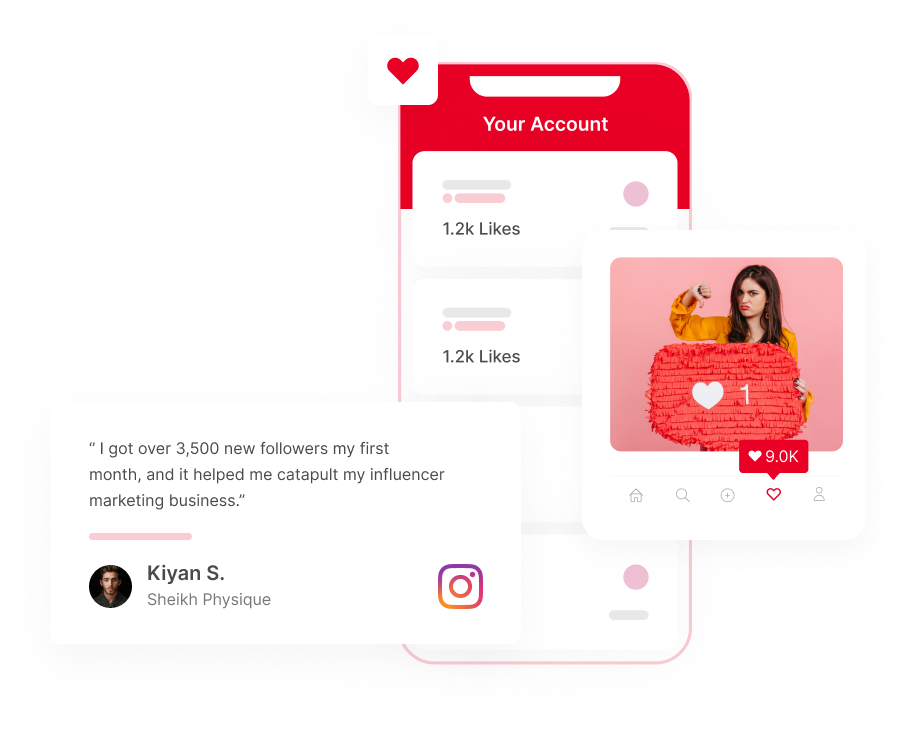 Your Account
1.2k Likes
1.2k Likes
1
9.0K
“ I got over 3,500 new followers my first
month, and it helped me catapult my influencer
marketing business.”
Kiyan S.
Sheikh Physique